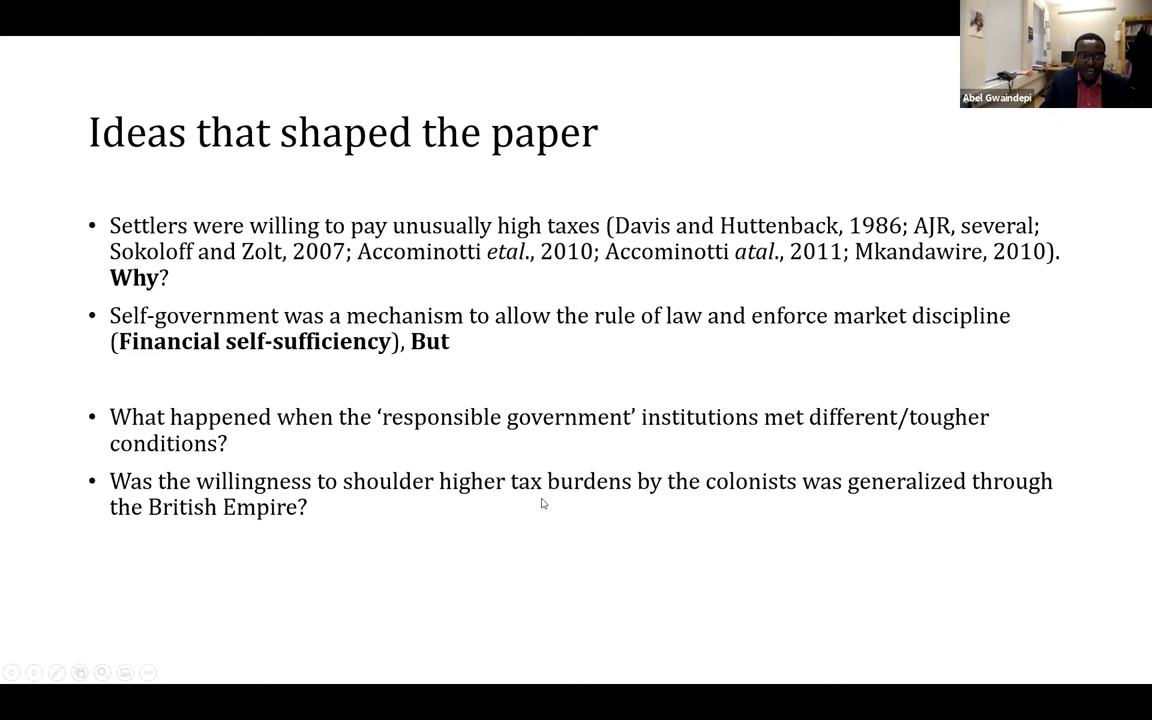 Abel Gwaindepi
Ideas that shaped the paper
• Settlers were willing to pay unusually high taxes (Davis and Huttenback, 1986; AJR, several;
Sokoloff and Zolt, 2007; Accominotti etal., 2010; Accominotti atal., 2011; Mkandawire, 2010).
Why?
• Self-government was a mechanism to allow the rule of law and enforce market discipline
(Financial self-sufficiency), But
• What happened when the ‘responsible government’ institutions met different/tougher
conditions?
• Was the willingness to shoulder higher tax burdens by the colonists was generalized through
the British Empire?